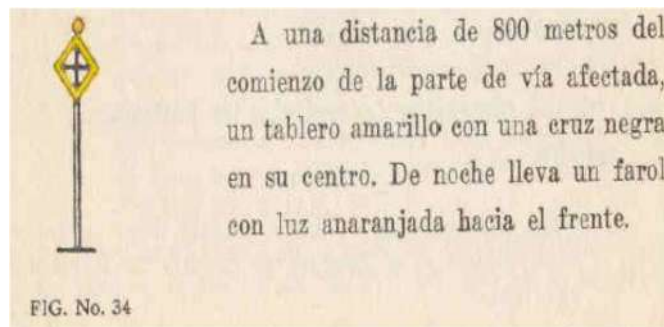 A una distancia de 800 metros del
comienzo de la parte de vía afectada,
un tablero amarillo con una cruz negra
en su centro. De noche lleva un farol
con luz anaranjada hacia el frente.
FIG. No. 34